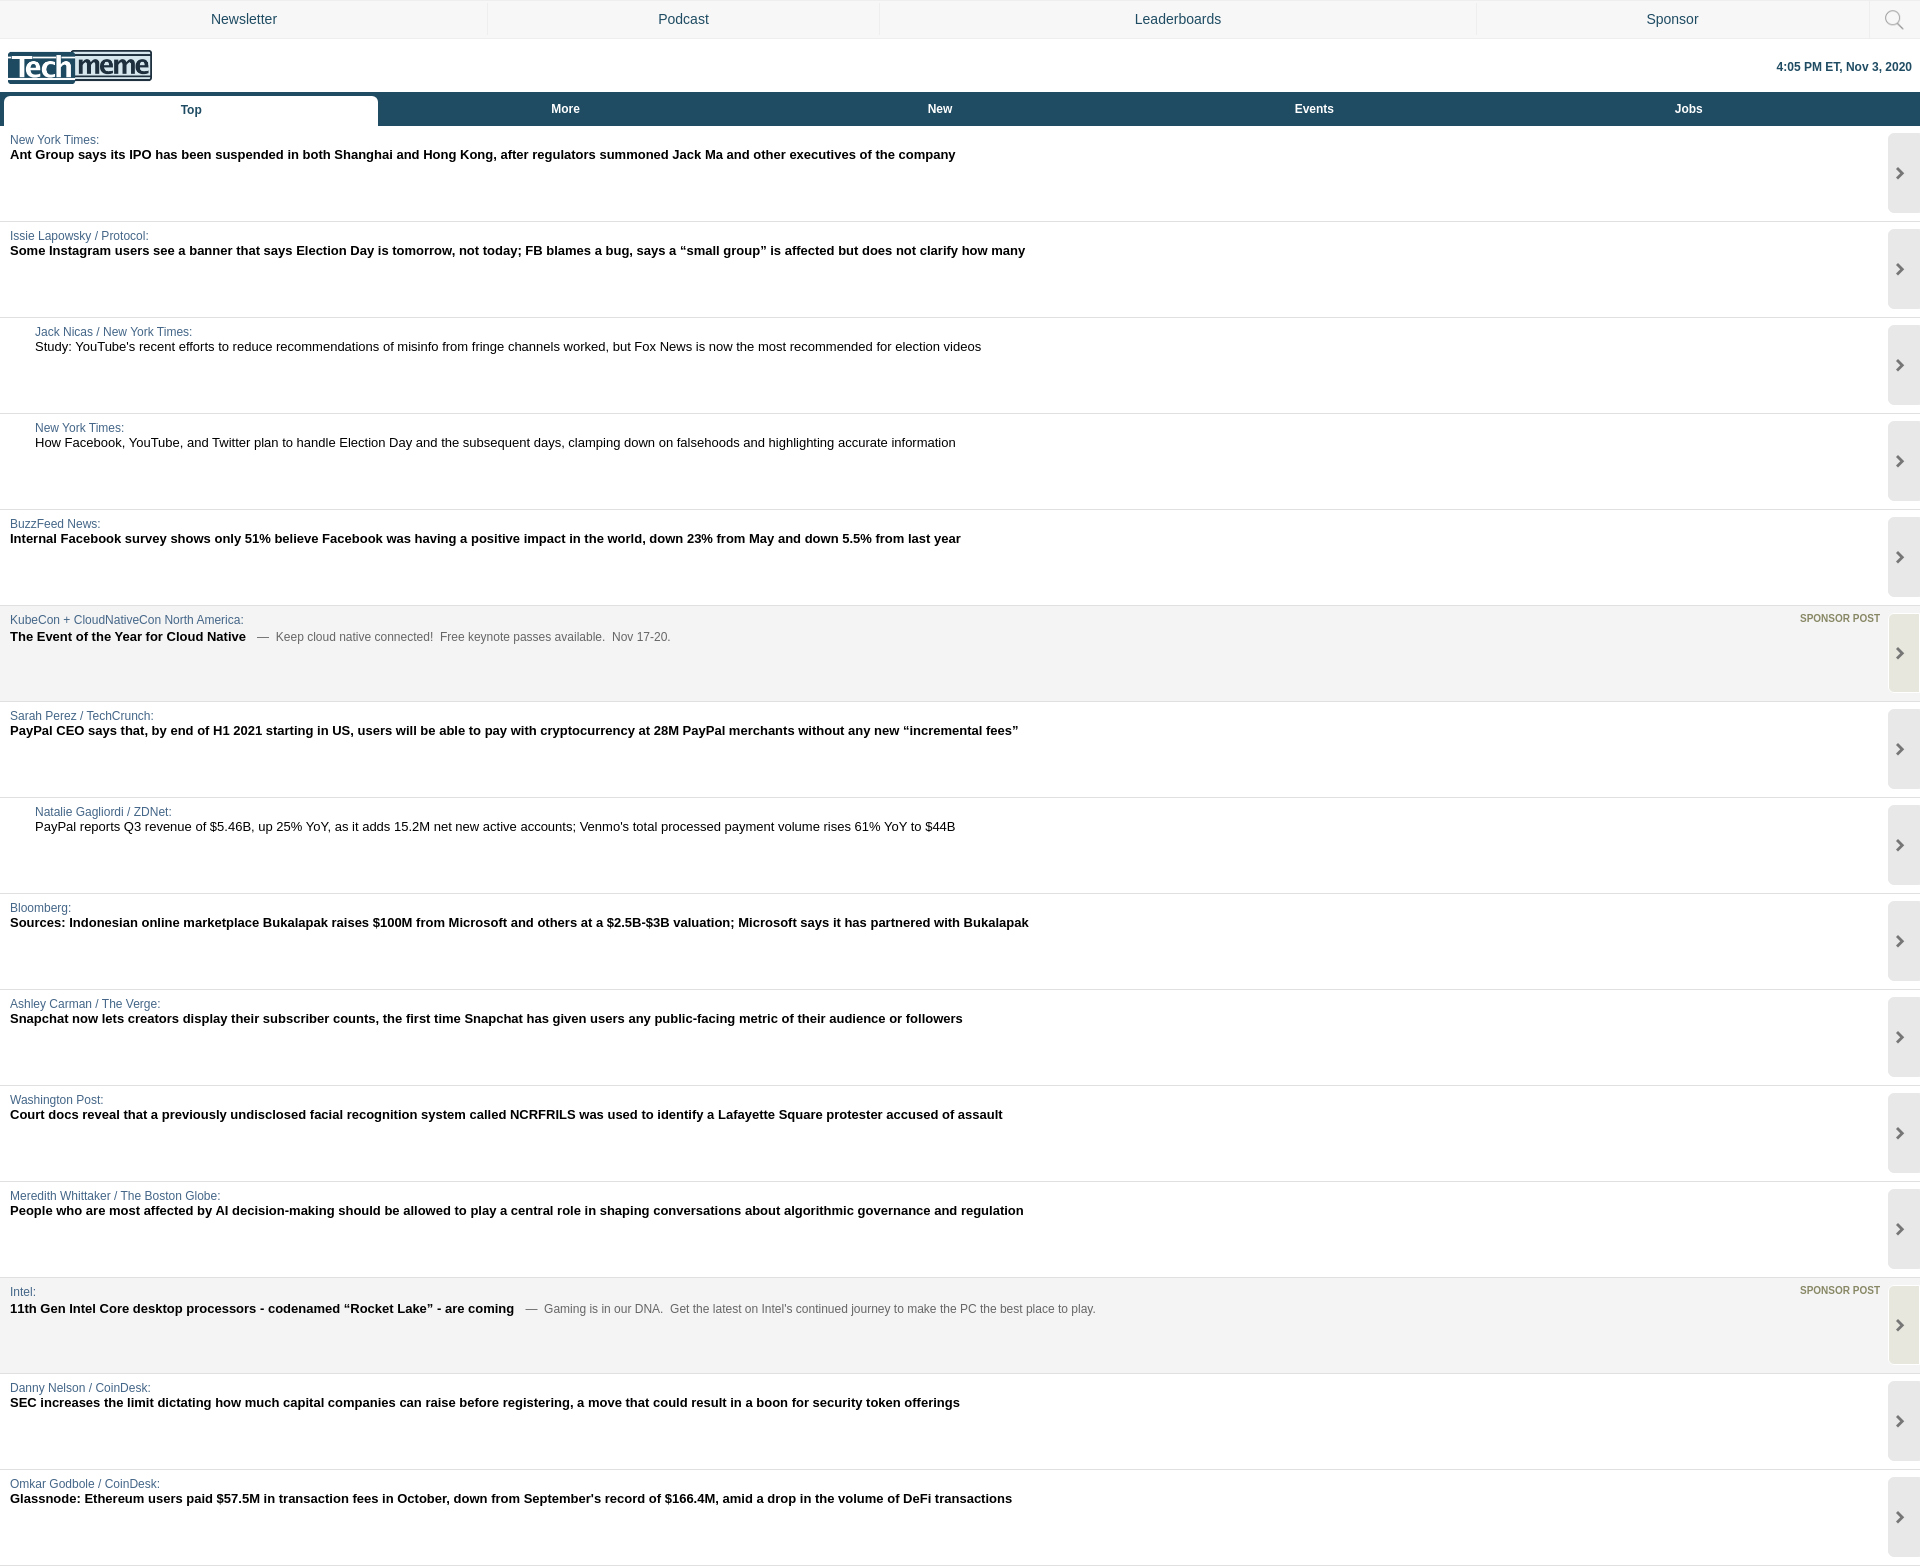 Newsletter
Podcast
Leaderboards
Sponsor
Techmeme
4:05 PM ET, Nov 3, 2020
Top
More
New
Events
Jobs
New York Times:
Ant Group says its IPO has been suspended in both Shanghai and Hong Kong, after regulators summoned Jack Ma and other executives of the company
Issie Lapowsky / Protocol:
Some Instagram users see a banner that says Election Day is tomorrow, not today; FB blames a bug, says a “small group” is affected but does not clarify how many
Jack Nicas / New York Times:
Study: YouTube's recent efforts to reduce recommendations of misinfo from fringe channels worked, but Fox News is now the most recommended for election videos
New York Times:
How Facebook, YouTube, and Twitter plan to handle Election Day and the subsequent days, clamping down on falsehoods and highlighting accurate information
BuzzFeed News:
Internal Facebook survey shows only 51% believe Facebook was having a positive impact in the world, down 23% from May and down 5.5% from last year
KubeCon + CloudNativeCon North America:
SPONSOR POST
The Event of the Year for Cloud Native — Keep cloud native connected! Free keynote passes available. Nov 17-20.
Sarah Perez / TechCrunch:
PayPal CEO says that, by end of H1 2021 starting in US, users will be able to pay with cryptocurrency at 28M PayPal merchants without any new “incremental fees”
Natalie Gagliordi / ZDNet:
PayPal reports Q3 revenue of $5.46B, up 25% YoY, as it adds 15.2M net new active accounts; Venmo's total processed payment volume rises 61% YoY to $44B
Bloomberg:
Sources: Indonesian online marketplace Bukalapak raises $100M from Microsoft and others at a $2.5B-$3B valuation; Microsoft says it has partnered with Bukalapak
Ashley Carman / The Verge:
Snapchat now lets creators display their subscriber counts, the first time Snapchat has given users any public-facing metric of their audience or followers
Washington Post:
Court docs reveal that a previously undisclosed facial recognition system called NCRFRILS was used to identify a Lafayette Square protester accused of assault
Meredith Whittaker / The Boston Globe:
People who are most affected by AI decision-making should be allowed to play a central role in shaping conversations about algorithmic governance and regulation
Intel:
SPONSOR POST
11th Gen Intel Core desktop processors - codenamed “Rocket Lake” - are coming — Gaming is in our DNA. Get the latest on Intel's continued journey to make the PC the best place to play.
Danny Nelson / CoinDesk:
SEC increases the limit dictating how much capital companies can raise before registering, a move that could result in a boon for security token offerings
Omkar Godbole / CoinDesk:
Glassnode: Ethereum users paid $57.5M in transaction fees in October, down from September's record of $166.4M, amid a drop in the volume of DeFi transactions